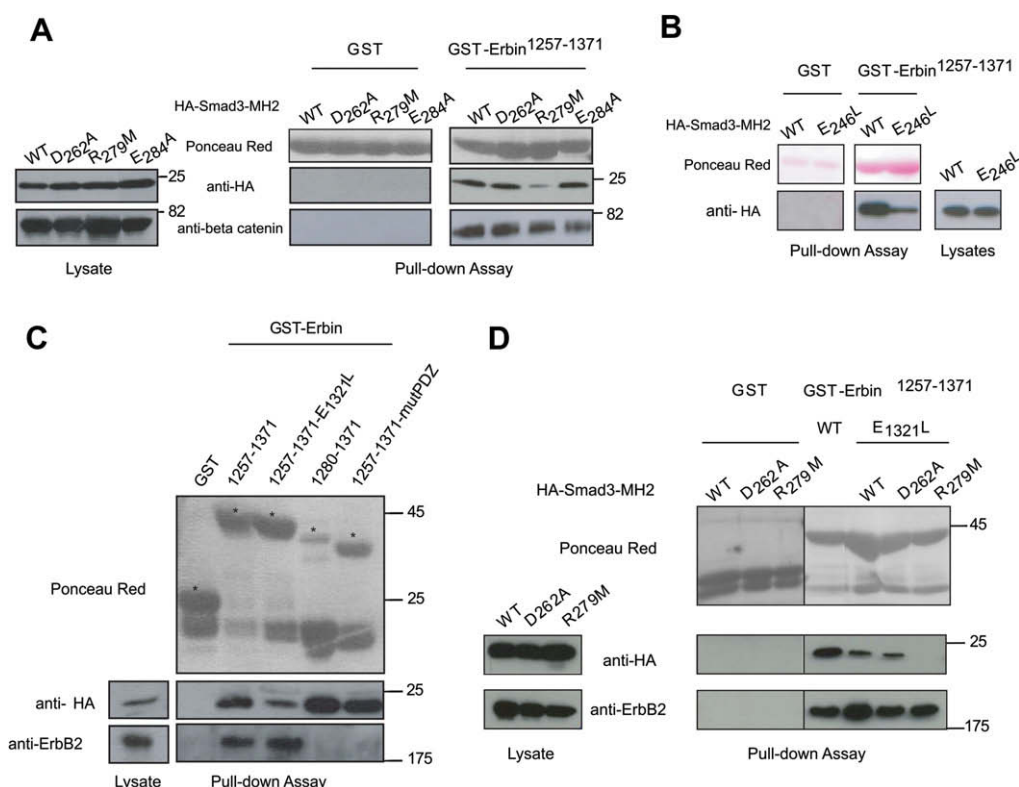 A
GST
GST-Erbin 1257-1371
HA-Smad3-MH2
WT D262A R279M E284A
WT D262A R279M E284A
WT D262A R279M E284A
Ponceau Red
anti-HA
25
25
anti-beta catenin
82
82
Lysate
Pull-down Assay
B
GST
GST-Erbin 1257-1371
HA-Smad3-MH2
WT E246L
WT E246L
Ponceau Red
WT E246L
anti- HA
Pull-down Assay
Lysates
C
GST-Erbin
GST
1257-1371
1257-1371-E1321L
1280-1371
1257-1371-mutPDZ
* * * * *
45
Ponceau Red
25
anti- HA
25
anti-ErbB2
175
Lysate
Pull-down Assay
D
GST
GST-Erbin 1257-1371
WT
E1321L
HA-Smad3-MH2
WT D262A R279M
WT D262A R279M
45
Ponceau Red
WT D262A R279M
anti-HA
25
anti-ErbB2
175
Lysate
Pull-down Assay